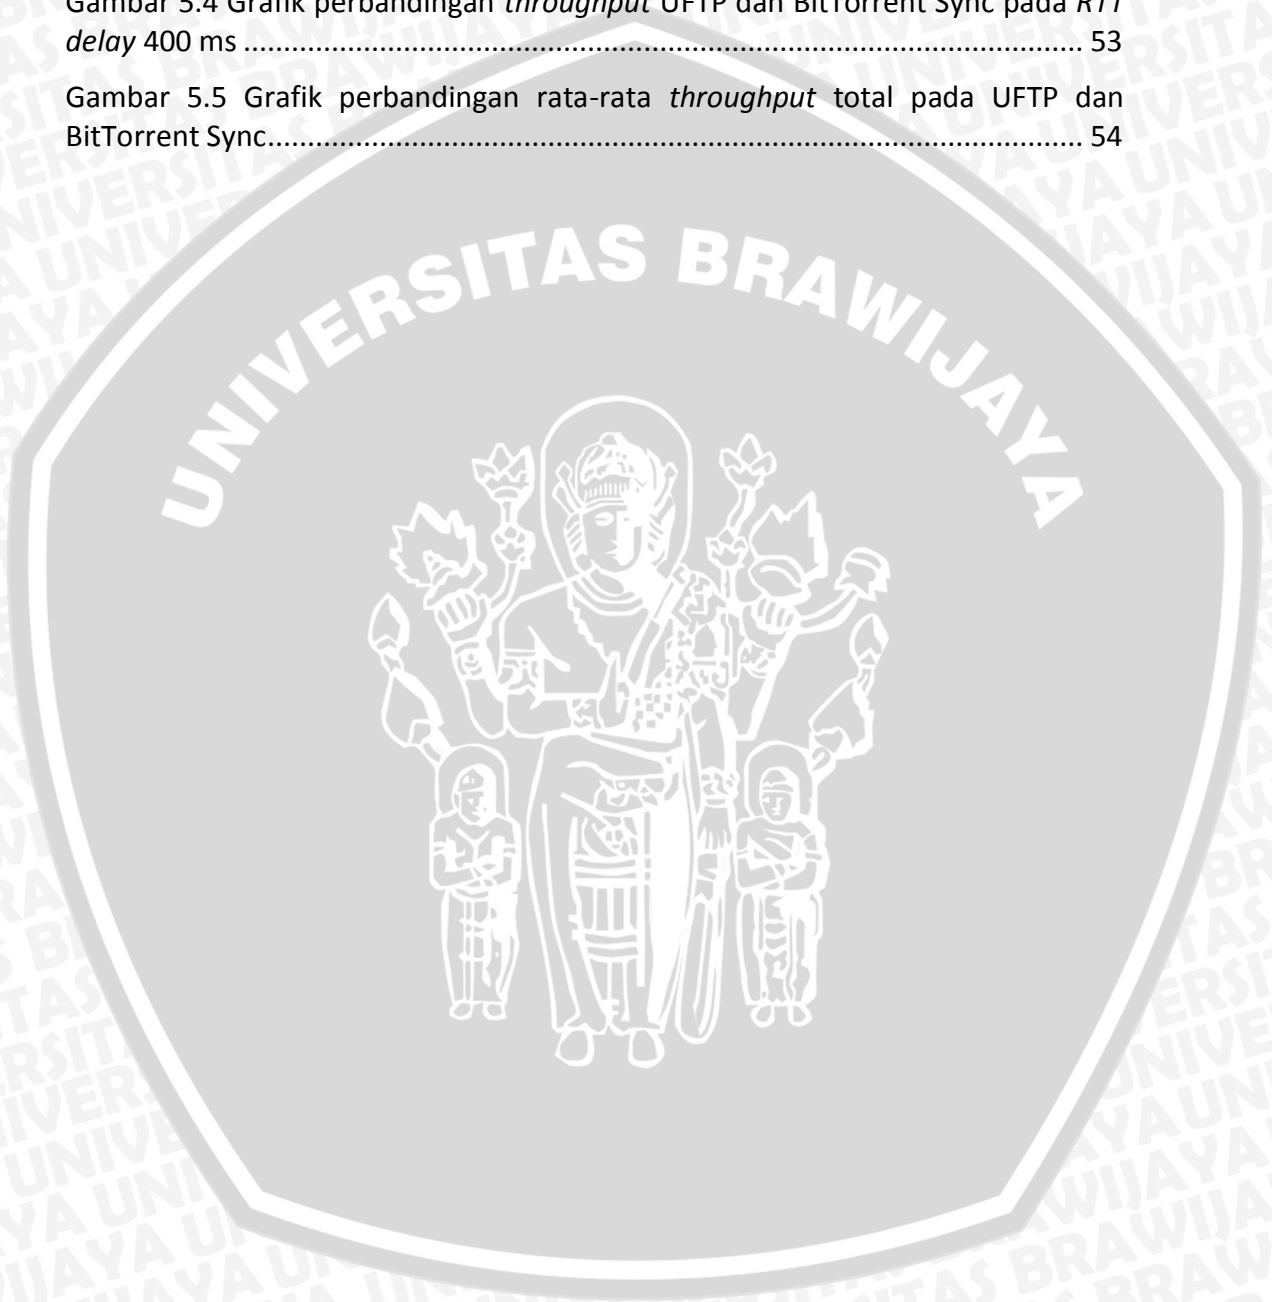 Gambar 5.4 Grafik perbandingan throughput UFTP dan BitTorrent Sync pada RTT
delay 400 ms .......................................................................................................... 53
Gambar 5.5 Grafik perbandingan rata-rata throughput total pada UFTP dan
BitTorrent Sync....................................................................................................... 54
UNIVERSITAS BRAWIJAYA